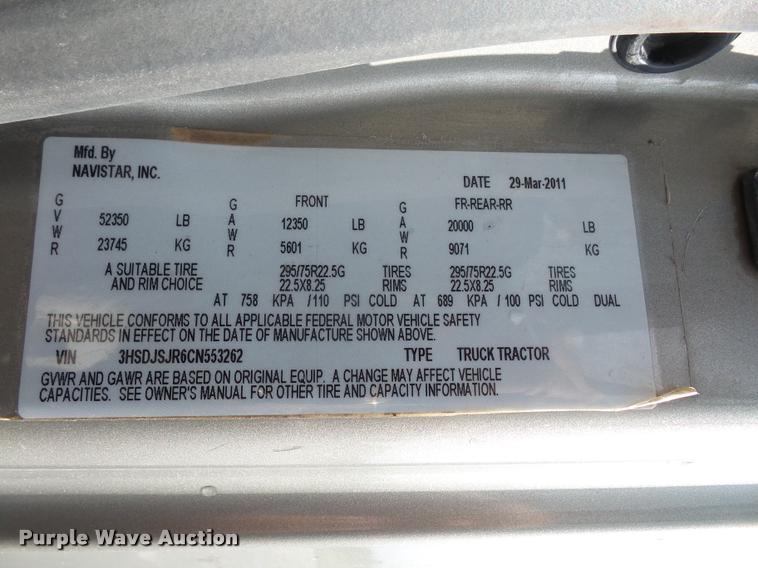 Mfd. By
NAVISTAR, INC.
DATE 29-Mar-2011
GVWR 52350 LB GAWR FRONT 12350 LB GAWR FR-REAR-RR 20000 LB
23745 KG 5601 KG 9071 KG
A SUITABLE TIRE 295/75R22.5G TIRES 295/75R22.5G TIRES
AND RIM CHOICE 22.5X8.25 RIMS 22.5X8.25 RIMS
AT 758 KPA /110 PSI COLD AT 689 KPA / 100 PSI COLD DUAL
THIS VEHICLE CONFORMS TO ALL APPLICABLE FEDERAL MOTOR VEHICLE SAFETY
STANDARDS IN EFFECT ON THE DATE OF MANUFACTURE SHOWN ABOVE.
VIN 3HSDJSJR6CN553262 TYPE TRUCK TRACTOR
GVWR AND GAWR ARE BASED ON ORIGINAL EQUIP. A CHANGE MAY AFFECT VEHICLE
CAPACITIES. SEE OWNER'S MANUAL FOR OTHER TIRE AND CAPACITY INFORMATION.
Purple Wave Auction